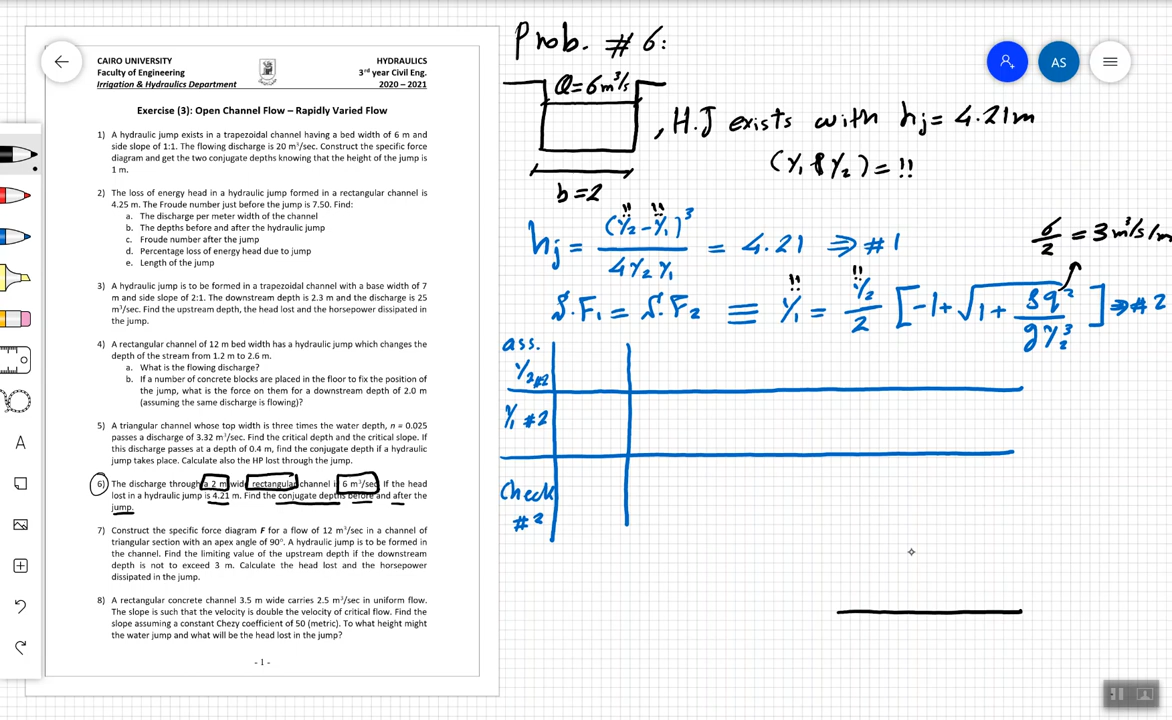 CAIRO UNIVERSITY
Faculty of Engineering
Irrigation & Hydraulics Department
HYDRAULICS
3rd year Civil Eng.
2020 – 2021
Exercise (3): Open Channel Flow – Rapidly Varied Flow
1) A hydraulic jump exists in a trapezoidal channel having a bed width of 6 m and
side slope of 1:1. The flowing discharge is 20 m³/sec. Construct the specific force
diagram and get the two conjugate depths knowing that the height of the jump is
1 m.
2) The loss of energy head in a hydraulic jump formed in a rectangular channel is
4.25 m. The Froude number just before the jump is 7.50. Find:
a. The discharge per meter width of the channel
b. The depths before and after the hydraulic jump
c. Froude number after the jump
d. Percentage loss of energy head due to jump
e. Length of the jump
3) A hydraulic jump is to be formed in a trapezoidal channel with a base width of 7
m and side slope of 2:1. The downstream depth is 2.3 m and the discharge is 25
m³/sec. Find the upstream depth, the head lost and the horsepower dissipated in
the jump.
4) A rectangular channel of 12 m bed width has a hydraulic jump which changes the
depth of the stream from 1.2 m to 2.6 m.
a. What is the flowing discharge?
b. If a number of concrete blocks are placed in the floor to fix the position of
the jump, what is the force on them for a downstream depth of 2.0 m
(assuming the same discharge is flowing)?
5) A triangular channel whose top width is three times the water depth, n = 0.025
passes a discharge of 3.32 m³/sec. Find the critical depth and the critical slope. If
this discharge passes at a depth of 0.4 m, find the conjugate depth if a hydraulic
jump takes place. Calculate also the HP lost through the jump.
6) The discharge through a 2 m wide rectangular channel is 6 m³/sec. If the head
lost in a hydraulic jump is 4.21 m. Find the conjugate depths before and after the
jump.
7) Construct the specific force diagram F for a flow of 12 m³/sec in a channel of
triangular section with an apex angle of 90°. A hydraulic jump is to be formed in
the channel. Find the limiting value of the upstream depth if the downstream
depth is not to exceed 3 m. Calculate the head lost and the horsepower
dissipated in the jump.
8) A rectangular concrete channel 3.5 m wide carries 2.5 m³/sec in uniform flow.
The slope is such that the velocity is double the velocity of critical flow. Find the
slope assuming a constant Chezy coefficient of 50 (metric). To what height might
the water jump and what will be the head lost in the jump?
- 1 -
Prob. # 6:
Q=6m³/s
b=2
, H.J exists with hj= 4.21m
(Y1 & Y2) = !!
hj = (Y2-Y1)³ / 4Y2 Y1 = 4.21 ⇒ #1
!! !!
6/2 = 3 m³/s/m
S.F1 = S.F2 ≡ Y1 = Y2/2 [-1+√1+ 8q²/gY2³ ] ⇒ #2
!! !!
ass.
Y2 #2
Y1 #2
Check
#2
AS
A